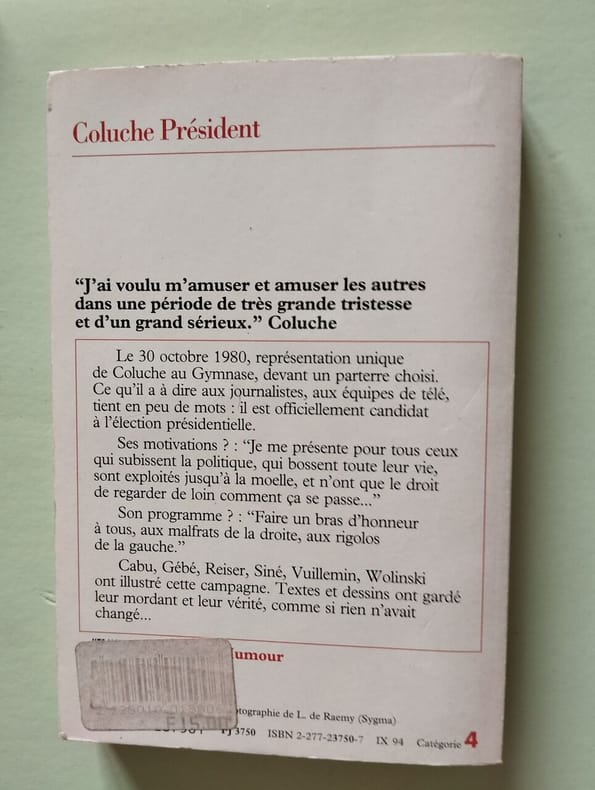 Coluche Président
“J’ai voulu m’amuser et amuser les autres
dans une période de très grande tristesse
et d’un grand sérieux.” Coluche
Le 30 octobre 1980, représentation unique
de Coluche au Gymnase, devant un parterre choisi.
Ce qu’il a à dire aux journalistes, aux équipes de télé,
tient en peu de mots : il est officiellement candidat
à l’élection présidentielle.
Ses motivations ? : “Je me présente pour tous ceux
qui subissent la politique, qui bossent toute leur vie,
sont exploités jusqu’à la moelle, et n’ont que le droit
de regarder de loin comment ça se passe...”
Son programme ? : “Faire un bras d’honneur
à tous, aux malfrats de la droite, aux rigolos
de la gauche.”
Cabu, Gébé, Reiser, Siné, Vuillemin, Wolinski
ont illustré cette campagne. Textes et dessins ont gardé
leur mordant et leur vérité, comme si rien n’avait
changé...
umour
otographie de L. de Raemy (Sygma)
F15.00
3750 ISBN 2-277-23750-7 IX 94 Catégorie 4